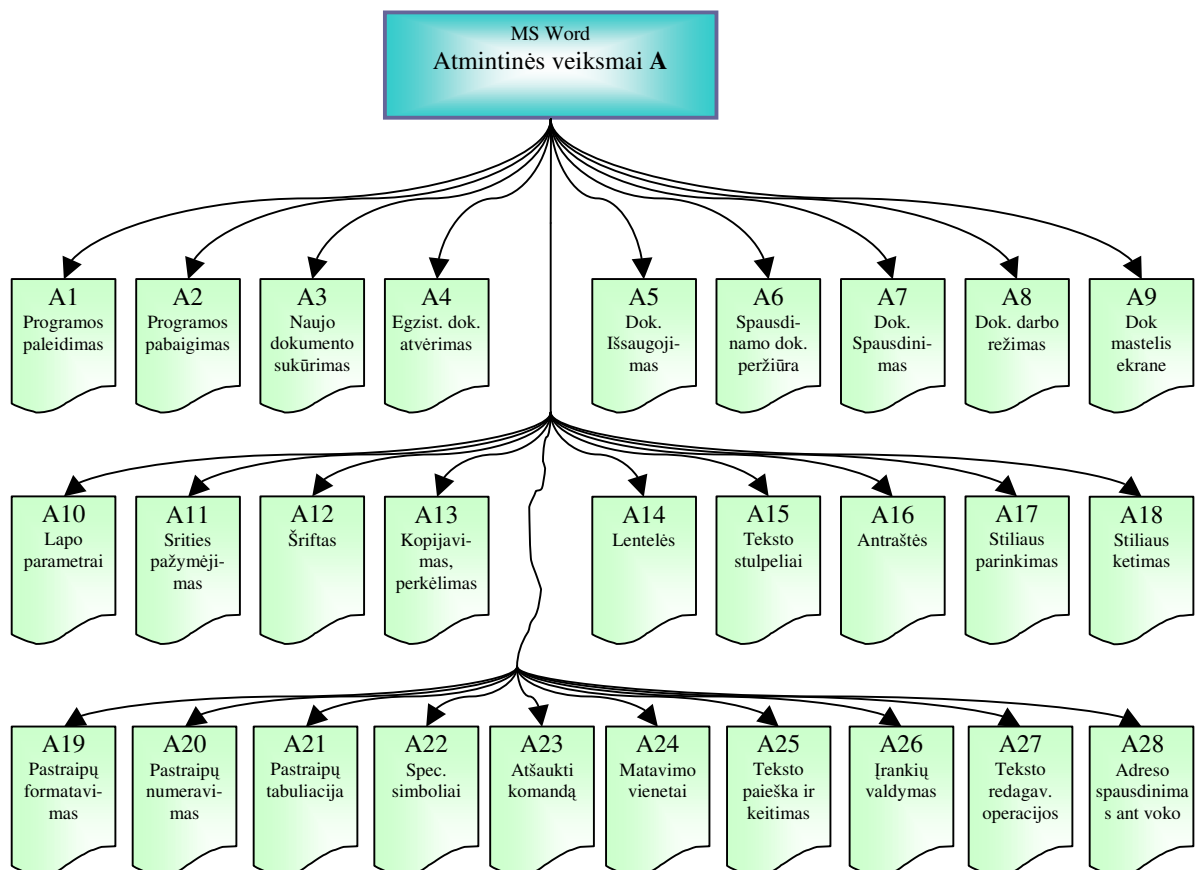 MS Word
Atmintinės veiksmai A
A1
Programos
paleidimas
A2
Programos
pabaigimas
A3
Naujo
dokumento
sukūrimas
A4
Egzist. dok.
atvėrimas
A5
Dok.
Išsaugoji-
mas
A6
Spausdi-
namo dok.
peržiūra
A7
Dok.
Spausdini-
mas
A8
Dok. darbo
režimas
A9
Dok
mastelis
ekrane
A10
Lapo
parametrai
A11
Srities
pažymėji-
mas
A12
Šriftas
A13
Kopijavi-
mas,
perkėlimas
A14
Lentelės
A15
Teksto
stulpeliai
A16
Antraštės
A17
Stiliaus
parinkimas
A18
Stiliaus
ketimas
A19
Pastraipų
formatavi-
mas
A20
Pastraipų
numeravi-
mas
A21
Pastraipų
tabuliacija
A22
Spec.
simboliai
A23
Atšaukti
komandą
A24
Matavimo
vienetai
A25
Teksto
paieška ir
keitimas
A26
Įrankių
valdymas
A27
Teksto
redagav.
operacijos
A28
Adreso
spausdinima
s ant voko